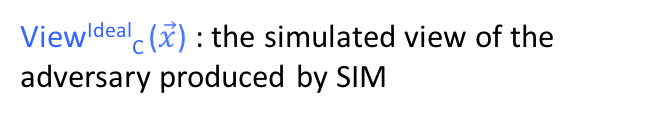 View^Ideal_C(x⃗) : the simulated view of the
adversary produced by SIM